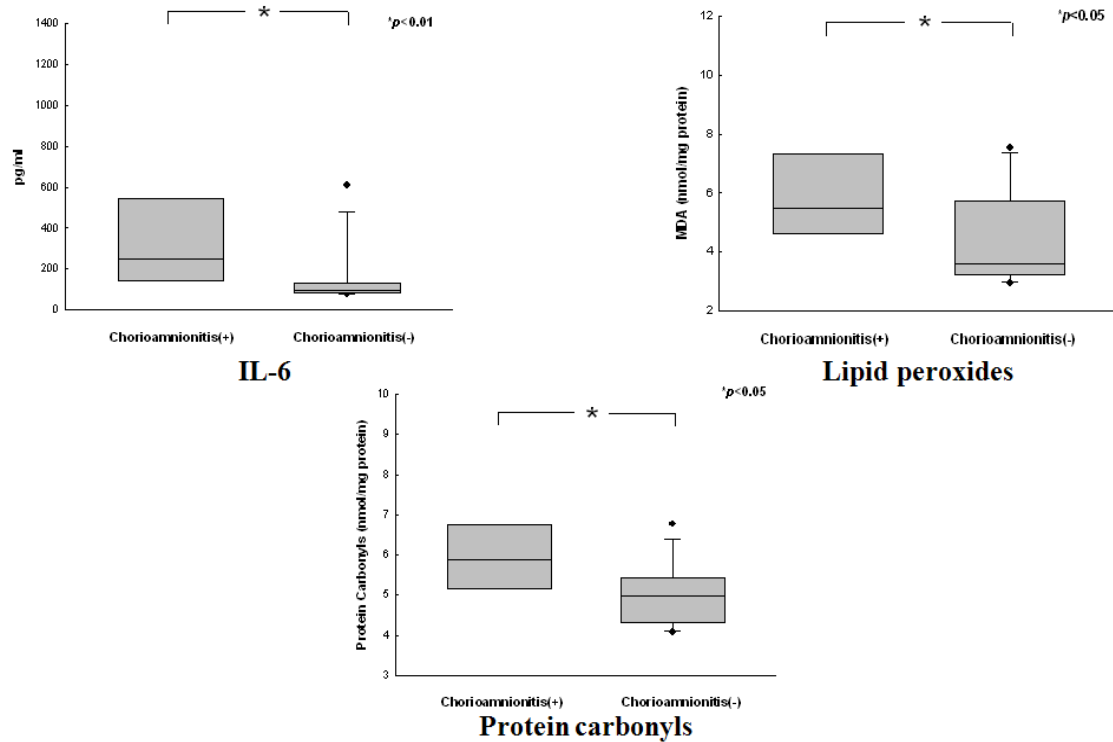 *
*p<0.01
1400
1200
1000
800
600
400
200
0
pg/ml
Chorioamnionitis(+) Chorioamnionitis(-)
IL-6
*
*p<0.05
12
10
8
6
4
2
MDA (nmol/mg protein)
Chorioamnionitis(+) Chorioamnionitis(-)
Lipid peroxides
*
*p<0.05
10
9
8
7
6
5
4
3
Protein Carbonyls (nmol/mg protein)
Chorioamnionitis(+) Chorioamnionitis(-)
Protein carbonyls